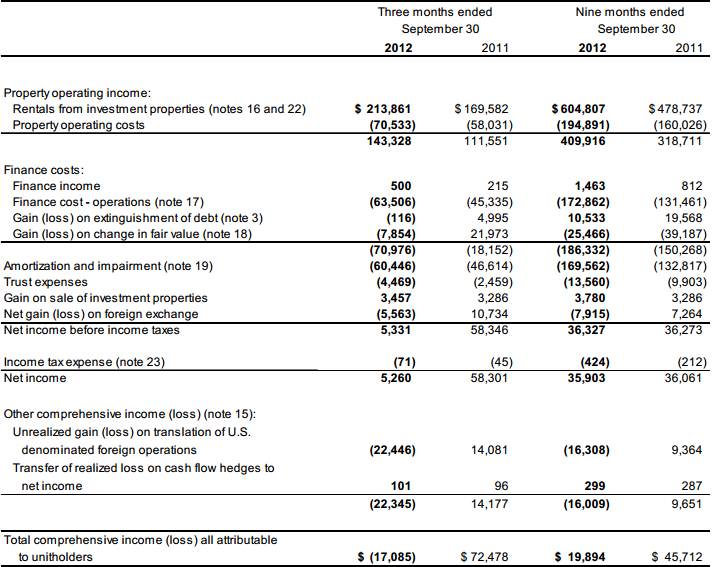 Three months ended Nine months ended
September 30 September 30
2012 2011 2012 2011
Property operating income:
Rentals from investment properties (notes 16 and 22) $ 213,861 $ 169,582 $ 604,807 $ 478,737
Property operating costs (70,533) (58,031) (194,891) (160,026)
143,328 111,551 409,916 318,711
Finance costs:
Finance income 500 215 1,463 812
Finance cost - operations (note 17) (63,506) (45,335) (172,862) (131,461)
Gain (loss) on extinguishment of debt (note 3) (116) 4,995 10,533 19,568
Gain (loss) on change in fair value (note 18) (7,854) 21,973 (25,466) (39,187)
(70,976) (18,152) (186,332) (150,268)
Amortization and impairment (note 19) (60,446) (46,614) (169,562) (132,817)
Trust expenses (4,469) (2,459) (13,560) (9,903)
Gain on sale of investment properties 3,457 3,286 3,780 3,286
Net gain (loss) on foreign exchange (5,563) 10,734 (7,915) 7,264
Net income before income taxes 5,331 58,346 36,327 36,273
Income tax expense (note 23) (71) (45) (424) (212)
Net income 5,260 58,301 35,903 36,061
Other comprehensive income (loss) (note 15):
Unrealized gain (loss) on translation of U.S.
denominated foreign operations (22,446) 14,081 (16,308) 9,364
Transfer of realized loss on cash flow hedges to
net income 101 96 299 287
(22,345) 14,177 (16,009) 9,651
Total comprehensive income (loss) all attributable
to unitholders $ (17,085) $ 72,478 $ 19,894 $ 45,712